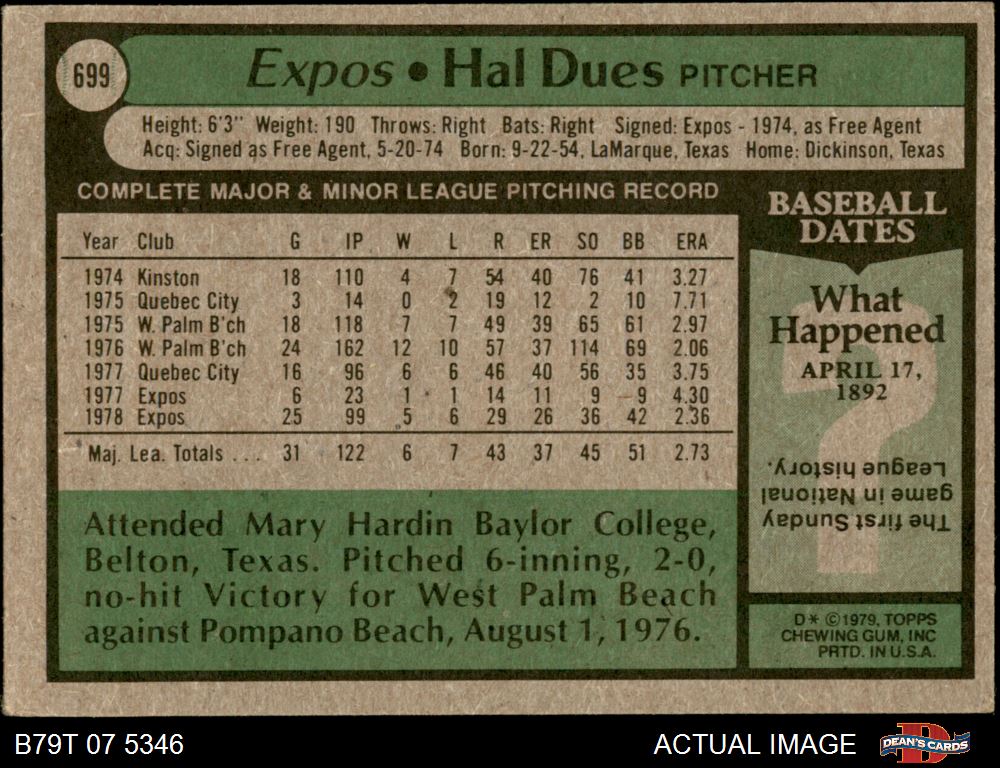 699
Expos • Hal Dues PITCHER
Height: 6'3" Weight: 190 Throws: Right Bats: Right Signed: Expos - 1974, as Free Agent
Acq: Signed as Free Agent, 5-20-74 Born: 9-22-54, LaMarque, Texas Home: Dickinson, Texas
COMPLETE MAJOR & MINOR LEAGUE PITCHING RECORD
Year Club G IP W L R ER SO BB ERA
1974 Kinston 18 110 4 7 54 40 76 41 3.27
1975 Quebec City 3 14 0 2 19 12 2 10 7.71
1975 W. Palm B'ch 18 118 7 7 49 39 65 61 2.97
1976 W. Palm B'ch 24 162 12 10 57 37 114 69 2.06
1977 Quebec City 16 96 6 6 46 40 56 35 3.75
1977 Expos 6 23 1 1 14 11 9 9 4.30
1978 Expos 25 99 5 6 29 26 36 42 2.36
Maj. Lea. Totals ... 31 122 6 7 43 37 45 51 2.73
Attended Mary Hardin Baylor College,
Belton, Texas. Pitched 6-inning, 2-0,
no-hit Victory for West Palm Beach
against Pompano Beach, August 1, 1976.
BASEBALL
DATES
What
Happened
APRIL 17,
1892
?
The first Sunday
game in National
League history.
D* ©1979, TOPPS
CHEWING GUM, INC
PRTD. IN U.S.A.
B79T 07 5346
ACTUAL IMAGE
D
DEAN'S CARDS